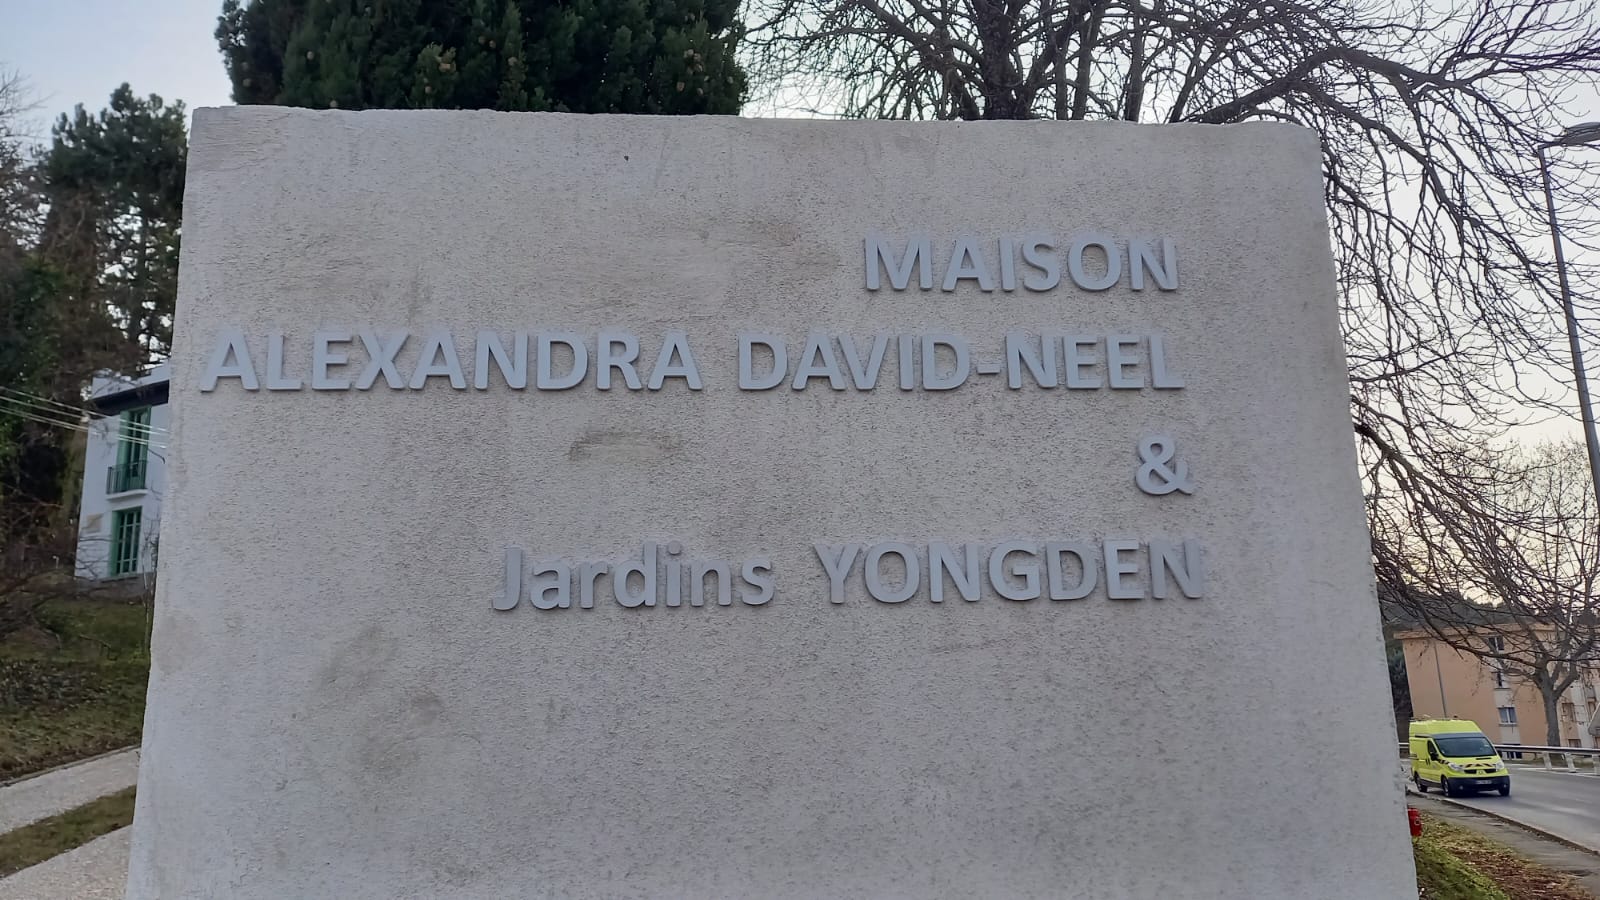 MAISON
ALEXANDRA DAVID-NEEL
&
Jardins YONGDEN